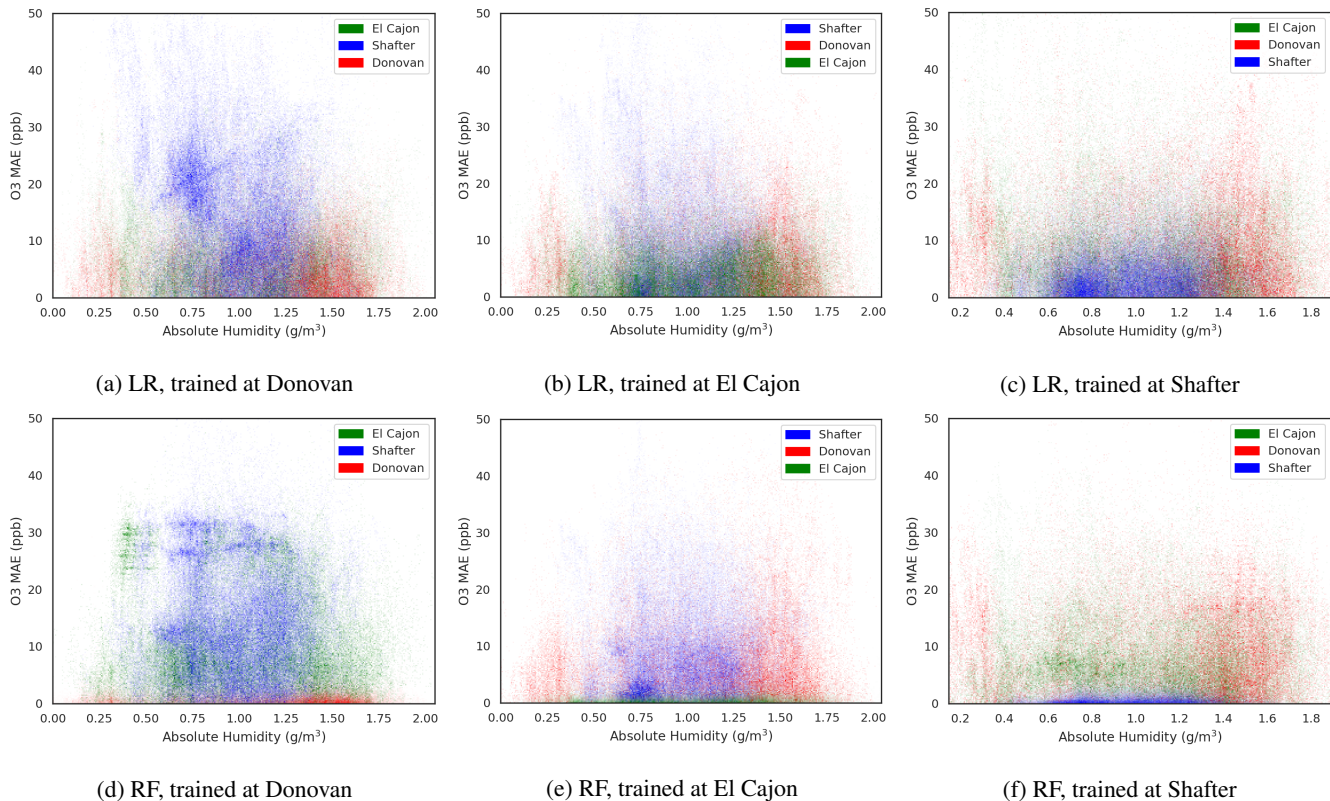 50
40
30
20
10
0
O3 MAE (ppb)
El Cajon
Shafter
Donovan
0.00 0.25 0.50 0.75 1.00 1.25 1.50 1.75 2.00
Absolute Humidity (g/m³)
(a) LR, trained at Donovan
50
40
30
20
10
0
O3 MAE (ppb)
Shafter
Donovan
El Cajon
0.00 0.25 0.50 0.75 1.00 1.25 1.50 1.75 2.00
Absolute Humidity (g/m³)
(b) LR, trained at El Cajon
50
40
30
20
10
0
O3 MAE (ppb)
El Cajon
Donovan
Shafter
0.2 0.4 0.6 0.8 1.0 1.2 1.4 1.6 1.8
Absolute Humidity (g/m³)
(c) LR, trained at Shafter
50
40
30
20
10
0
O3 MAE (ppb)
El Cajon
Shafter
Donovan
0.00 0.25 0.50 0.75 1.00 1.25 1.50 1.75 2.00
Absolute Humidity (g/m³)
(d) RF, trained at Donovan
50
40
30
20
10
0
O3 MAE (ppb)
Shafter
Donovan
El Cajon
0.00 0.25 0.50 0.75 1.00 1.25 1.50 1.75 2.00
Absolute Humidity (g/m³)
(e) RF, trained at El Cajon
50
40
30
20
10
0
O3 MAE (ppb)
El Cajon
Donovan
Shafter
0.2 0.4 0.6 0.8 1.0 1.2 1.4 1.6 1.8
Absolute Humidity (g/m³)
(f) RF, trained at Shafter